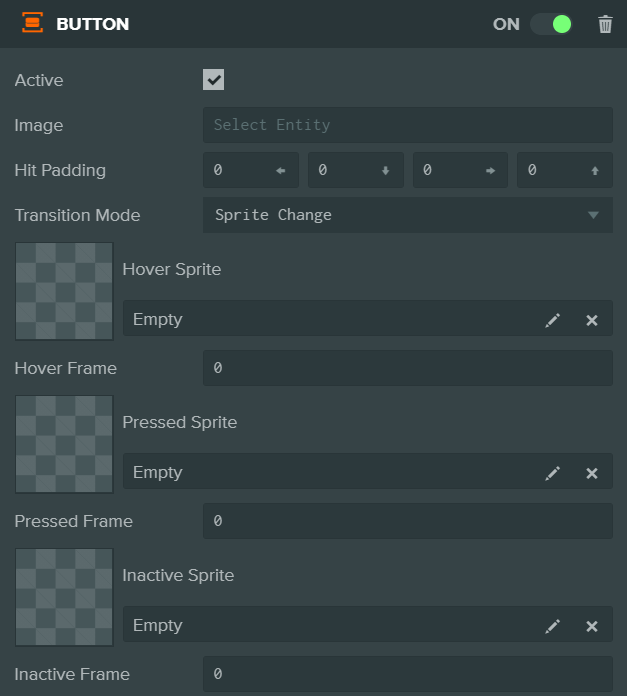 BUTTON ON
Active
Image Select Entity
Hit Padding 0 0 0 0
Transition Mode Sprite Change
Hover Sprite
Empty
Hover Frame 0
Pressed Sprite
Empty
Pressed Frame 0
Inactive Sprite
Empty
Inactive Frame 0